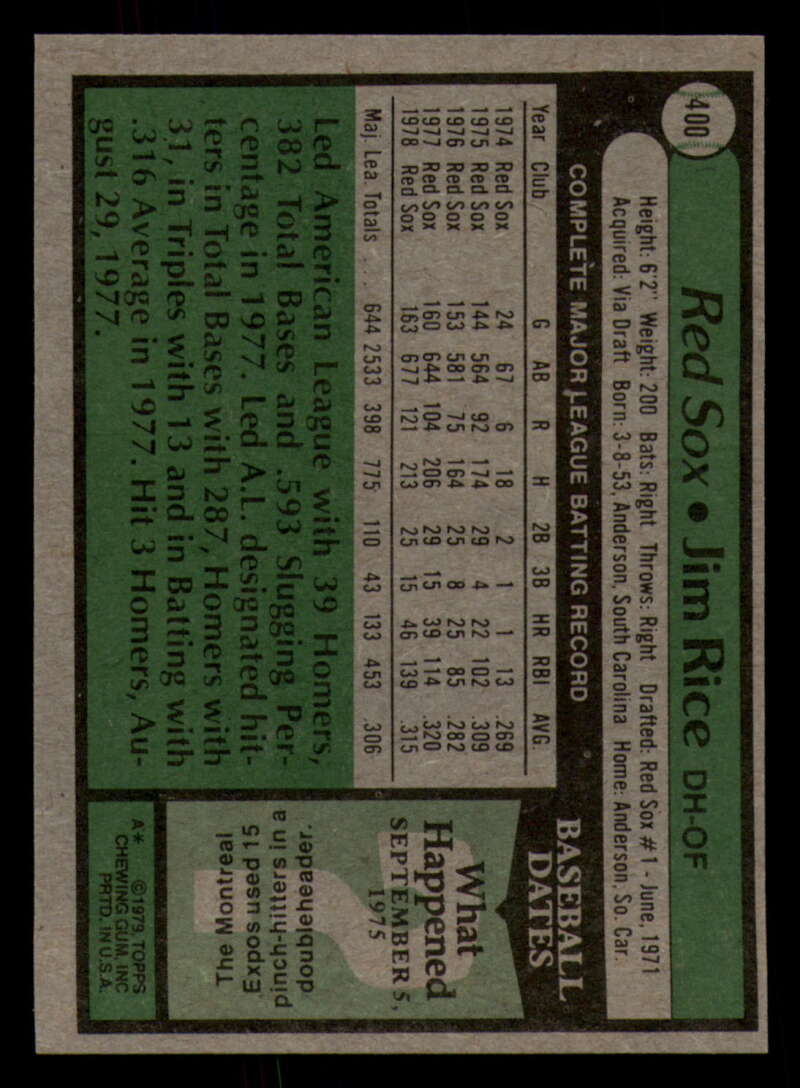 400
Red Sox • Jim Rice DH-OF
Height: 6'2" Weight: 200 Bats: Right Throws: Right Drafted: Red Sox #1 - June, 1971
Acquired: Via Draft Born: 3-8-53, Anderson, South Carolina Home: Anderson, So. Car.
COMPLETE MAJOR LEAGUE BATTING RECORD
Year Club G AB R H 2B 3B HR RBI AVG.
1974 Red Sox 24 67 6 18 2 1 1 13 .269
1975 Red Sox 144 564 92 174 29 4 22 102 .309
1976 Red Sox 153 581 75 164 25 8 25 85 .282
1977 Red Sox 160 644 104 206 29 15 39 114 .320
1978 Red Sox 163 677 121 213 25 15 46 139 .315
Maj. Lea. Totals . . . 644 2533 398 775 110 43 133 453 .306
Led American League with 39 Homers,
382 Total Bases and .593 Slugging Per-
centage in 1977. Led A.L. designated hit-
ters in Total Bases with 287, Homers with
31, in Triples with 13 and in Batting with
.316 Average in 1977. Hit 3 Homers, Au-
gust 29, 1977.
BASEBALL
DATES
What
Happened
SEPTEMBER 5,
1975
The Montreal
Expos used 15
pinch-hitters in a
doubleheader.
A* ©1979, TOPPS
CHEWING GUM, INC
PRTD. IN U.S.A.